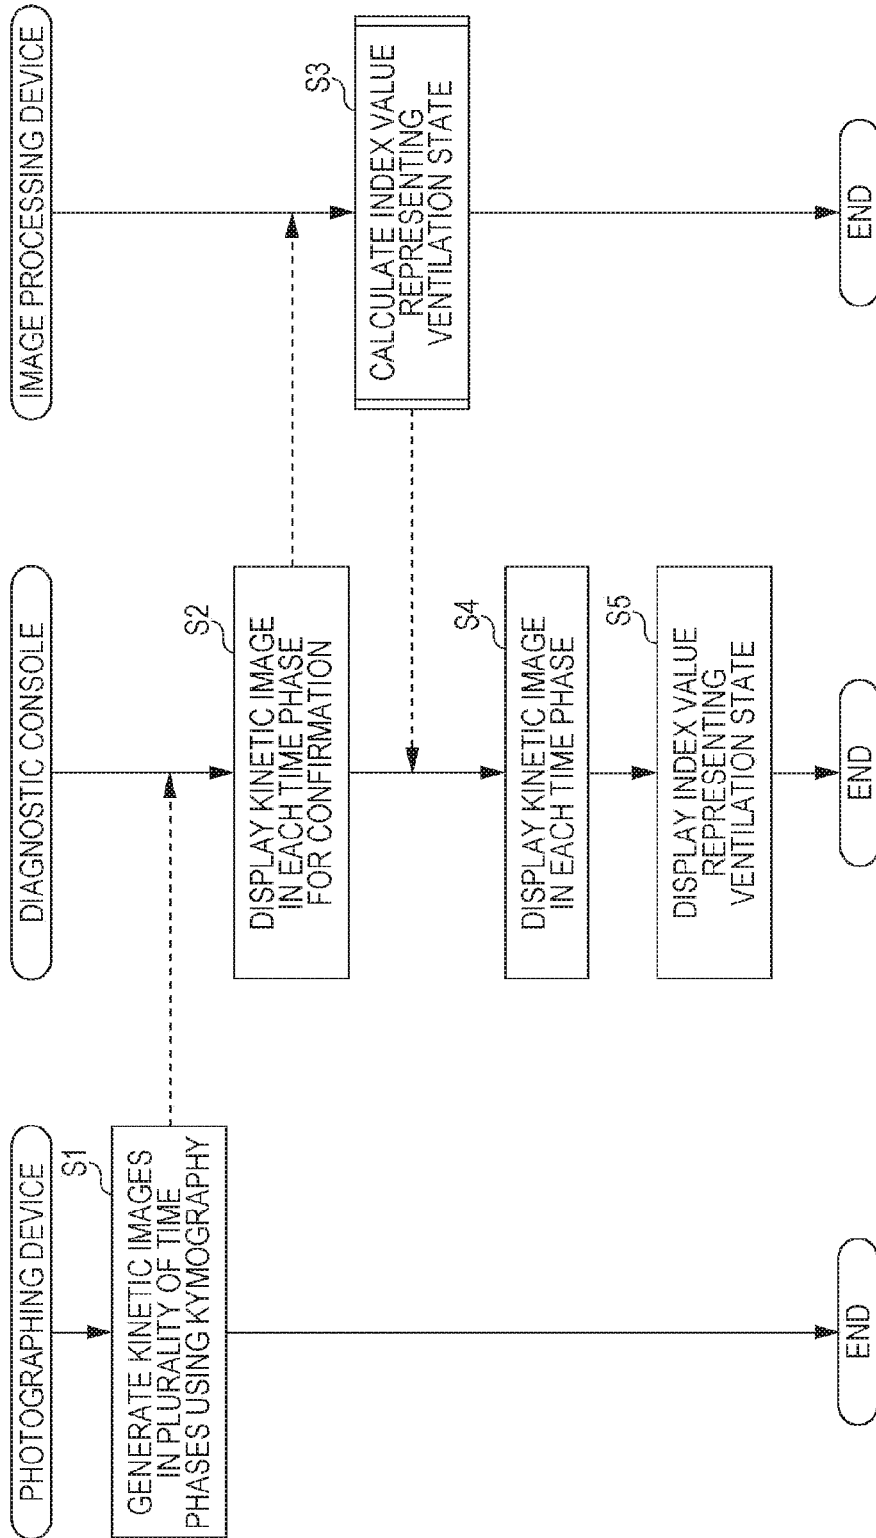 PHOTOGRAPHING DEVICE
DIAGNOSTIC CONSOLE
IMAGE PROCESSING DEVICE
S1
GENERATE KINETIC IMAGES
IN PLURALITY OF TIME
PHASES USING KYMOGRAPHY
S2
DISPLAY KINETIC IMAGE
IN EACH TIME PHASE
FOR CONFIRMATION
S3
CALCULATE INDEX VALUE
REPRESENTING
VENTILATION STATE
S4
DISPLAY KINETIC IMAGE
IN EACH TIME PHASE
S5
DISPLAY INDEX VALUE
REPRESENTING
VENTILATION STATE
END
END
END